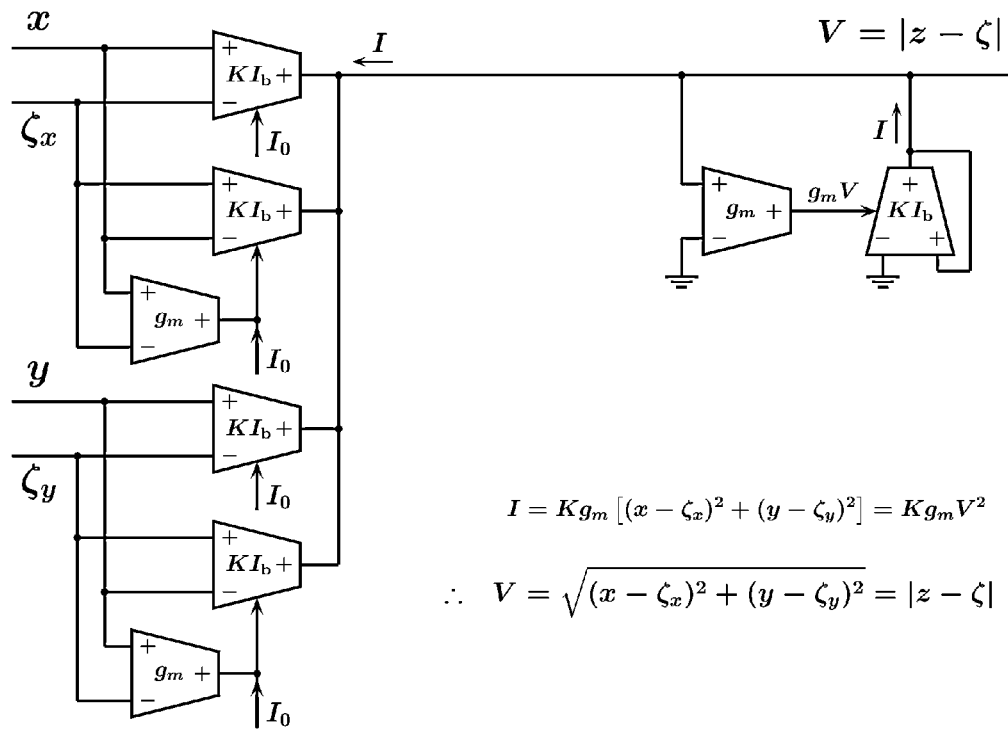 x
I
V = |z − ζ|
+
KI_b +
−
ζ_x
I_0
+
KI_b +
−
+
g_m +
−
I_0
+
g_m +
−
g_m V
I
+
KI_b
− +
y
+
KI_b +
−
ζ_y
I_0
+
KI_b +
−
+
g_m +
−
I_0
I = Kg_m [(x − ζ_x)² + (y − ζ_y)²] = Kg_m V²
∴ V = √((x − ζ_x)² + (y − ζ_y)²) = |z − ζ|